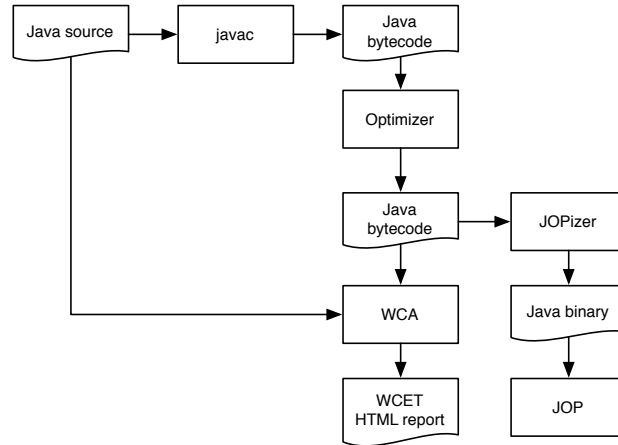 Java source
javac
Java
bytecode
Optimizer
Java
bytecode
JOPizer
WCA
Java binary
WCET
HTML report
JOP